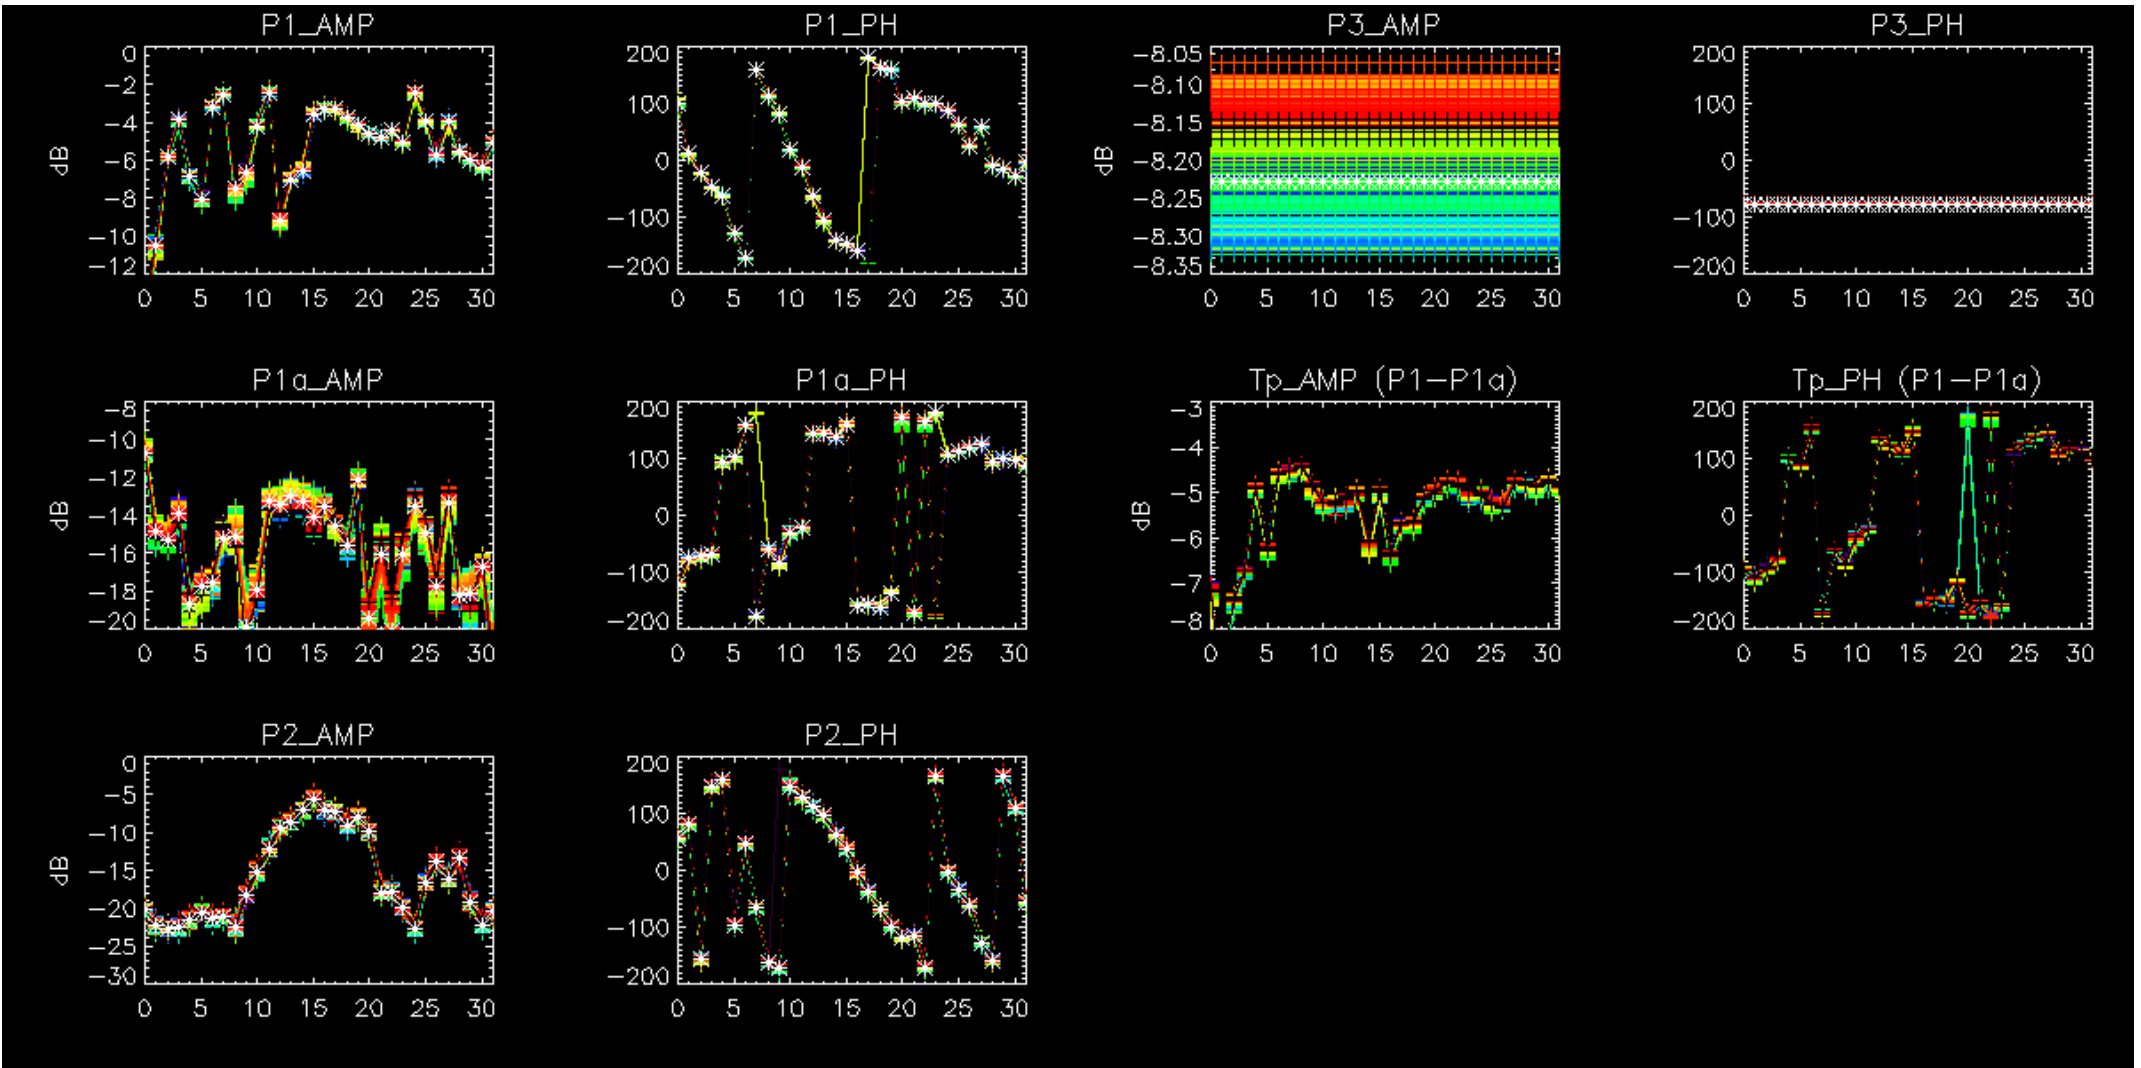 P1_AMP
P1_PH
P3_AMP
P3_PH
0
-2
-4
-6
-8
-10
-12
dB
0 5 10 15 20 25 30
200
100
0
-100
-200
0 5 10 15 20 25 30
-8.05
-8.10
-8.15
-8.20
-8.25
-8.30
-8.35
dB
0 5 10 15 20 25 30
200
100
0
-100
-200
0 5 10 15 20 25 30
P1a_AMP
P1a_PH
Tp_AMP (P1-P1a)
Tp_PH (P1-P1a)
-8
-10
-12
-14
-16
-18
-20
dB
0 5 10 15 20 25 30
200
100
0
-100
-200
0 5 10 15 20 25 30
-3
-4
-5
-6
-7
-8
dB
0 5 10 15 20 25 30
200
100
0
-100
-200
0 5 10 15 20 25 30
P2_AMP
P2_PH
0
-5
-10
-15
-20
-25
-30
dB
0 5 10 15 20 25 30
200
100
0
-100
-200
0 5 10 15 20 25 30